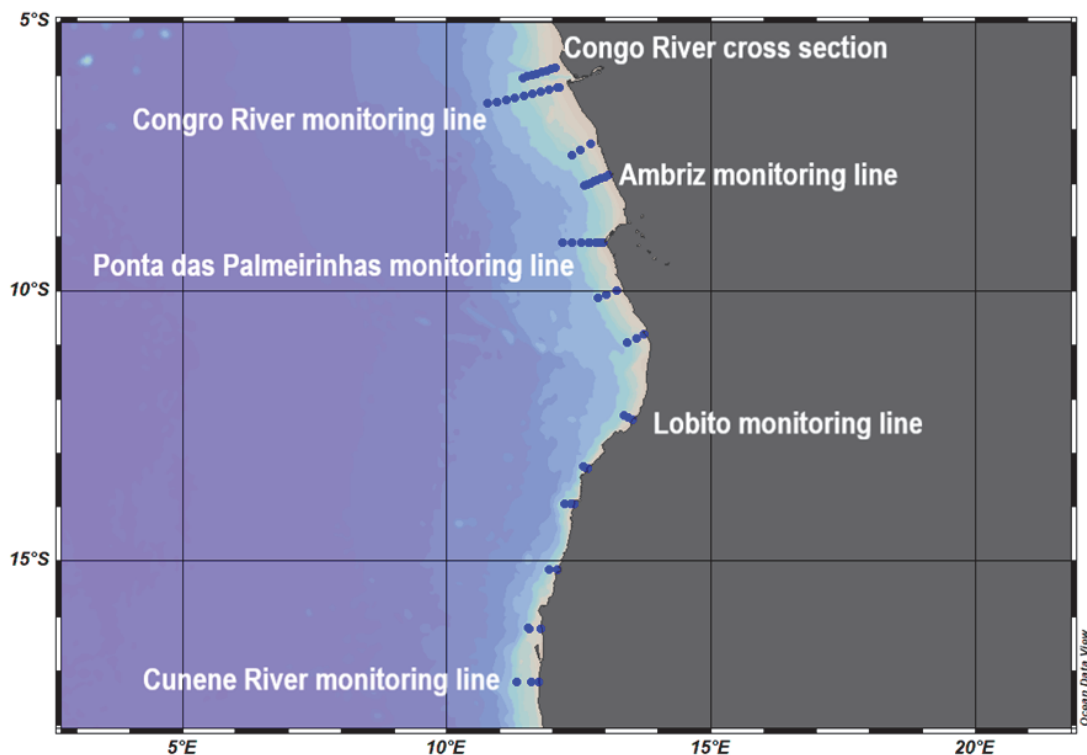 5°S
Congo River cross section
Congro River monitoring line
Ambriz monitoring line
Ponta das Palmeirinhas monitoring line
10°S
Lobito monitoring line
15°S
Cunene River monitoring line
Ocean Data View
5°E
10°E
15°E
20°E